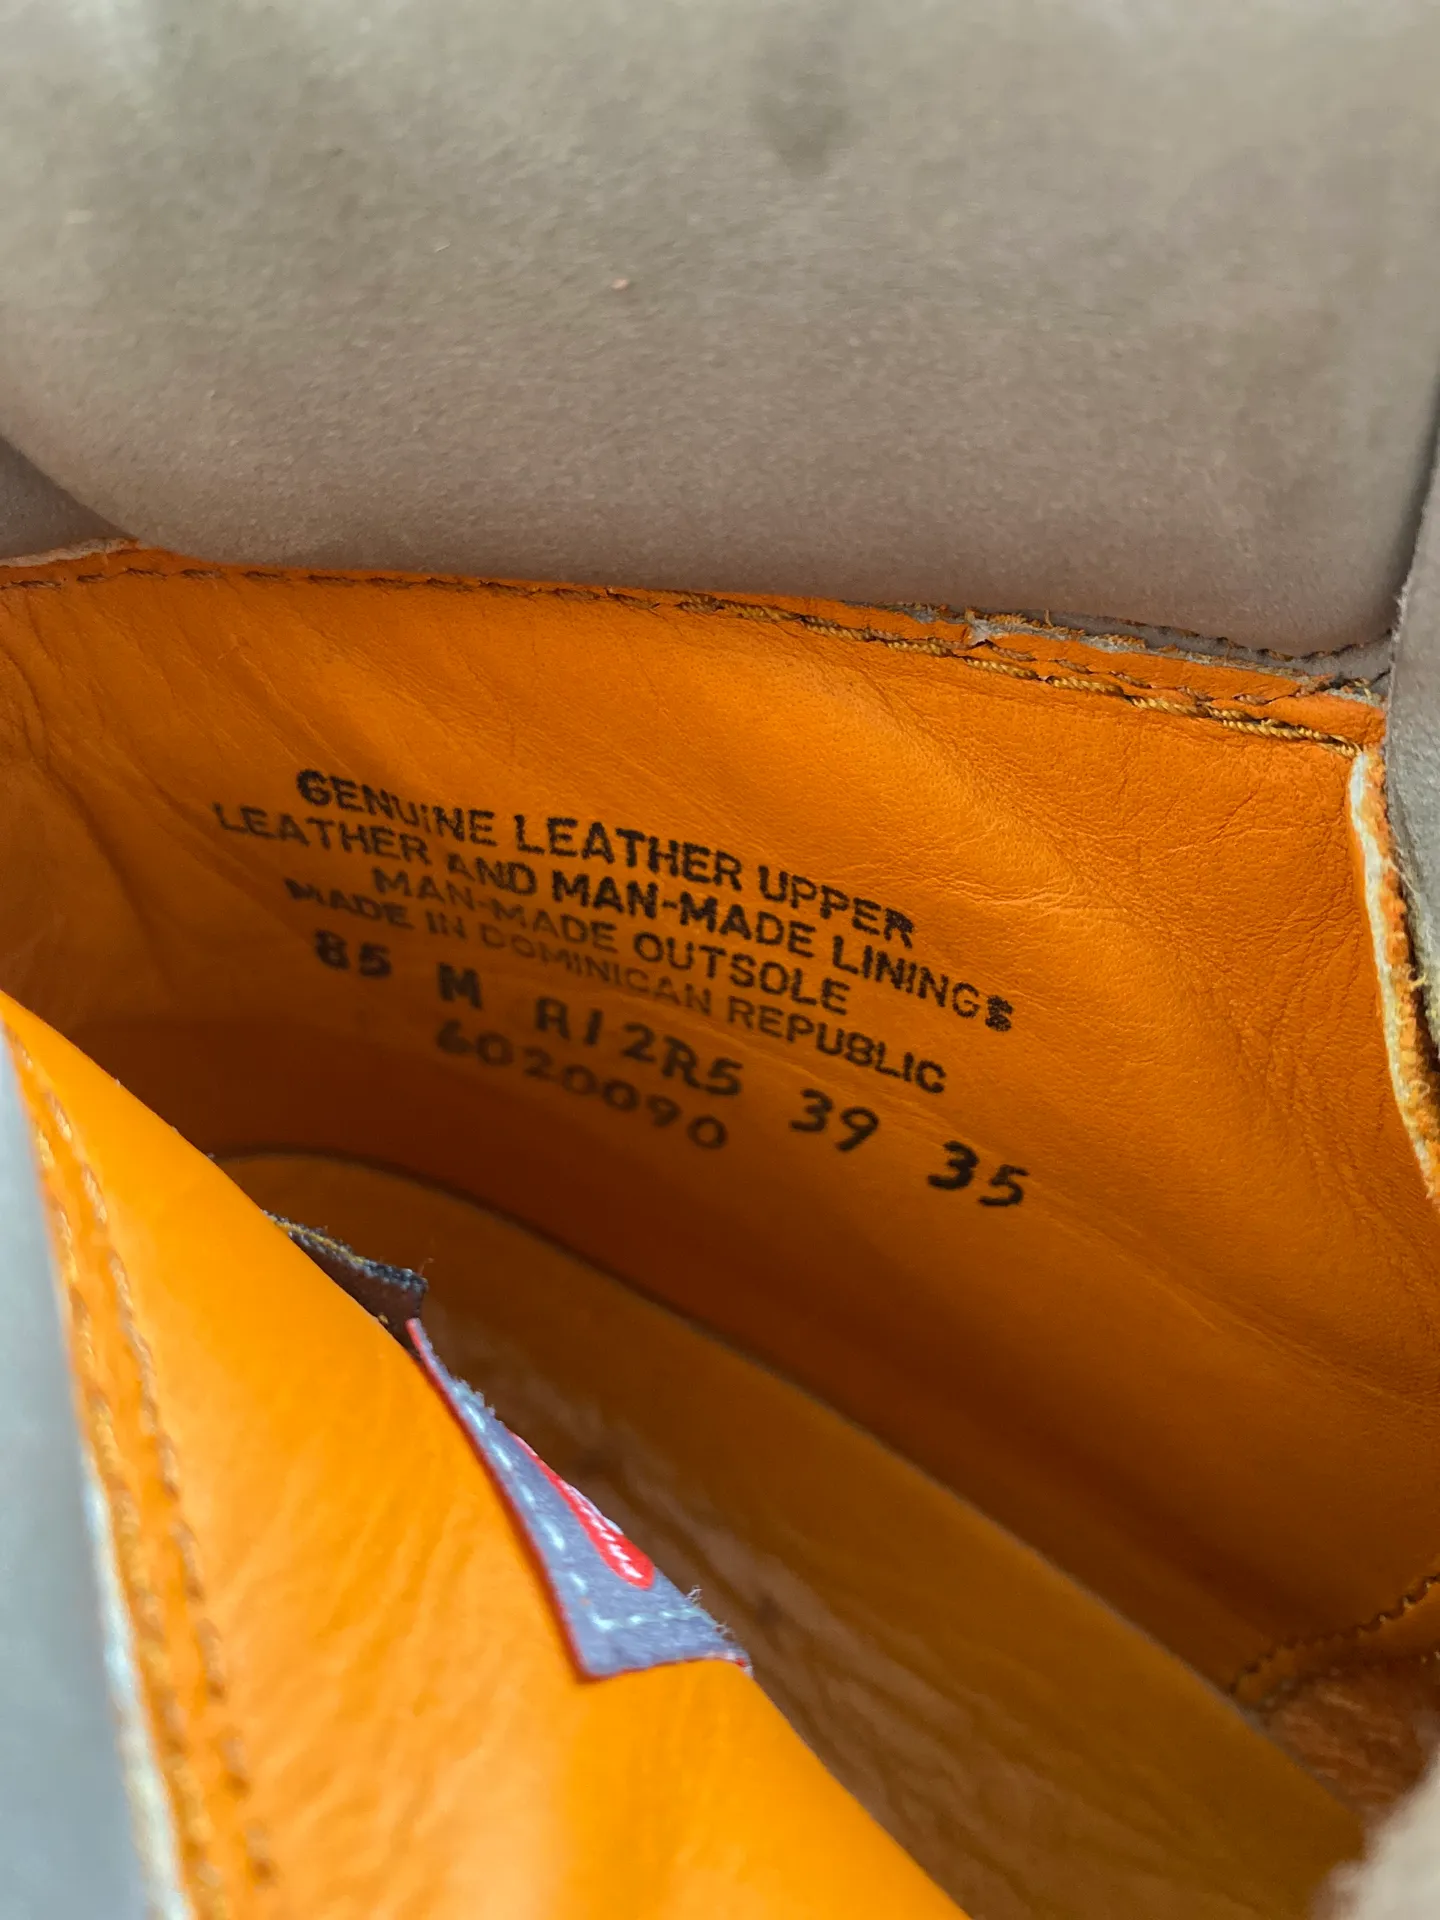 GENUINE LEATHER UPPER
LEATHER AND MAN-MADE LININGS
MAN-MADE OUTSOLE
MADE IN DOMINICAN REPUBLIC
85 M A12R5 39 35
6020090